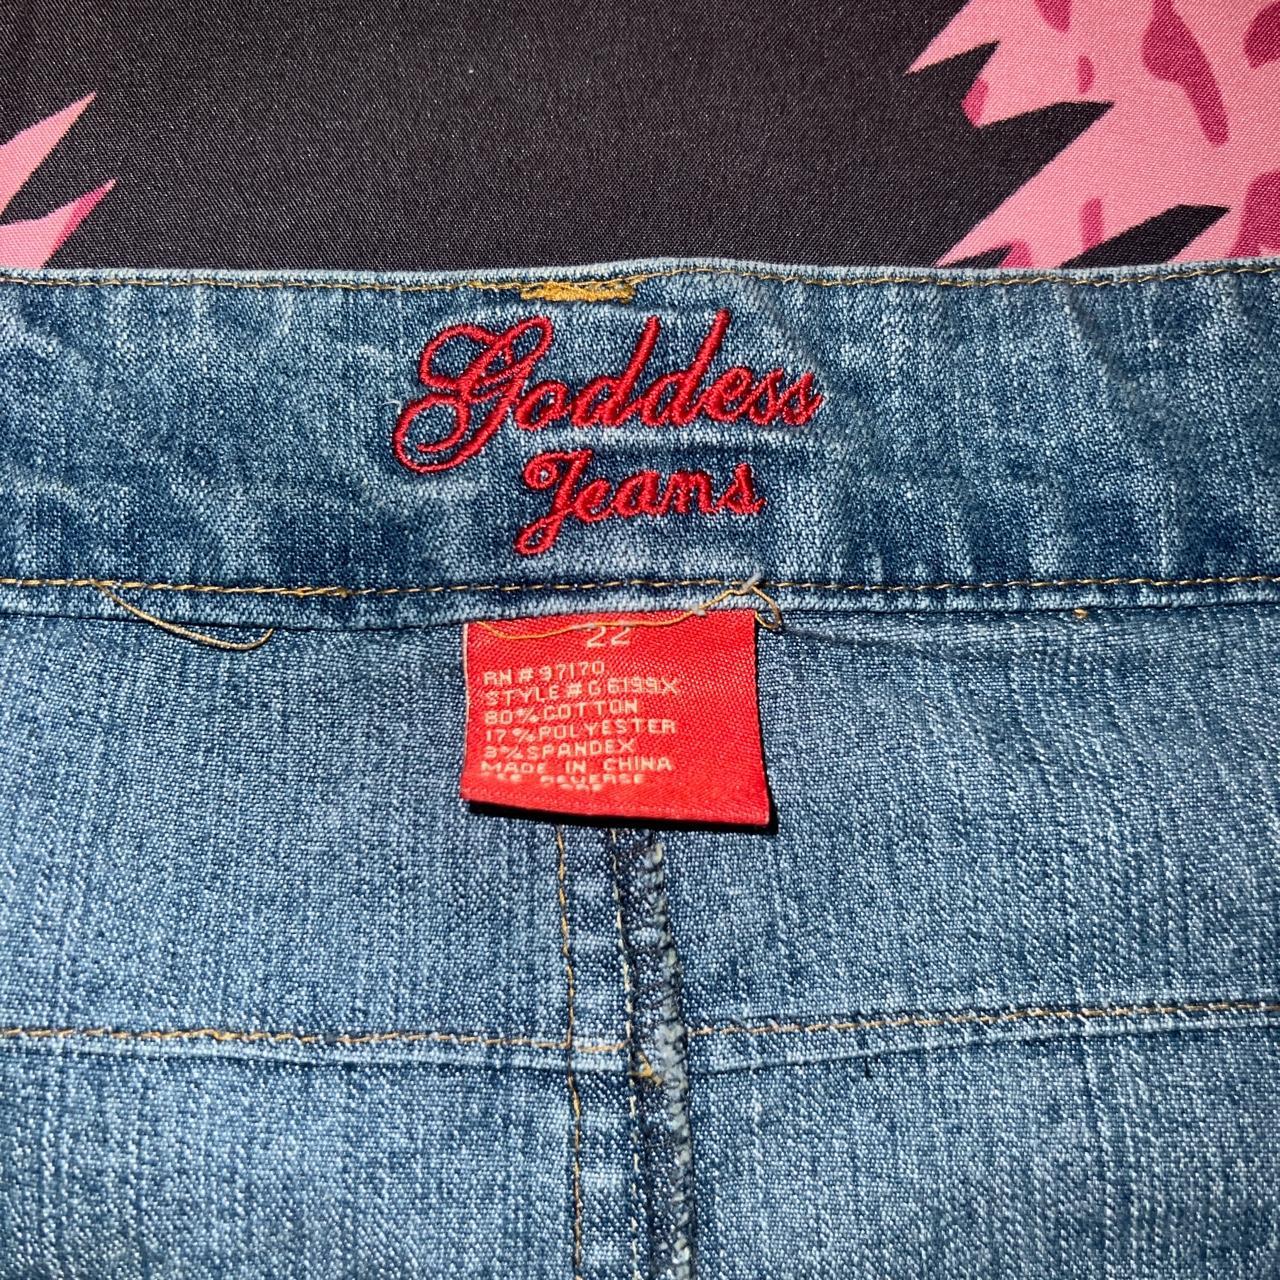 Goddess
Jeans
22
RN # 97170
STYLE # G6199X
80% COTTON
17% POLYESTER
3% SPANDEX
MADE IN CHINA
SEE REVERSE